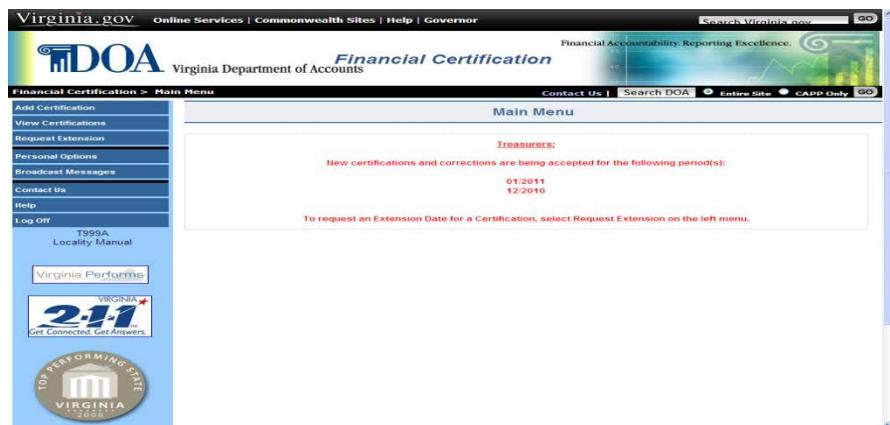 Virginia.gov Online Services | Commonwealth Sites | Help | Governor Search Virginia.gov GO
DOA Virginia Department of Accounts
Financial Certification
Financial Accountability. Reporting Excellence.
Financial Certification > Main Menu Contact Us | Search DOA Entire Site CAPP Only GO
Add Certification
View Certifications
Request Extension
Personal Options
Broadcast Messages
Contact Us
Help
Log Off
T999A
Locality Manual
Virginia Performs
VIRGINIA
2-1-1
Get Connected. Get Answers.
TOP PERFORMING STATE
VIRGINIA
2008
Main Menu
Treasurers:
New certifications and corrections are being accepted for the following period(s):
01/2011
12/2010
To request an Extension Date for a Certification, select Request Extension on the left menu.